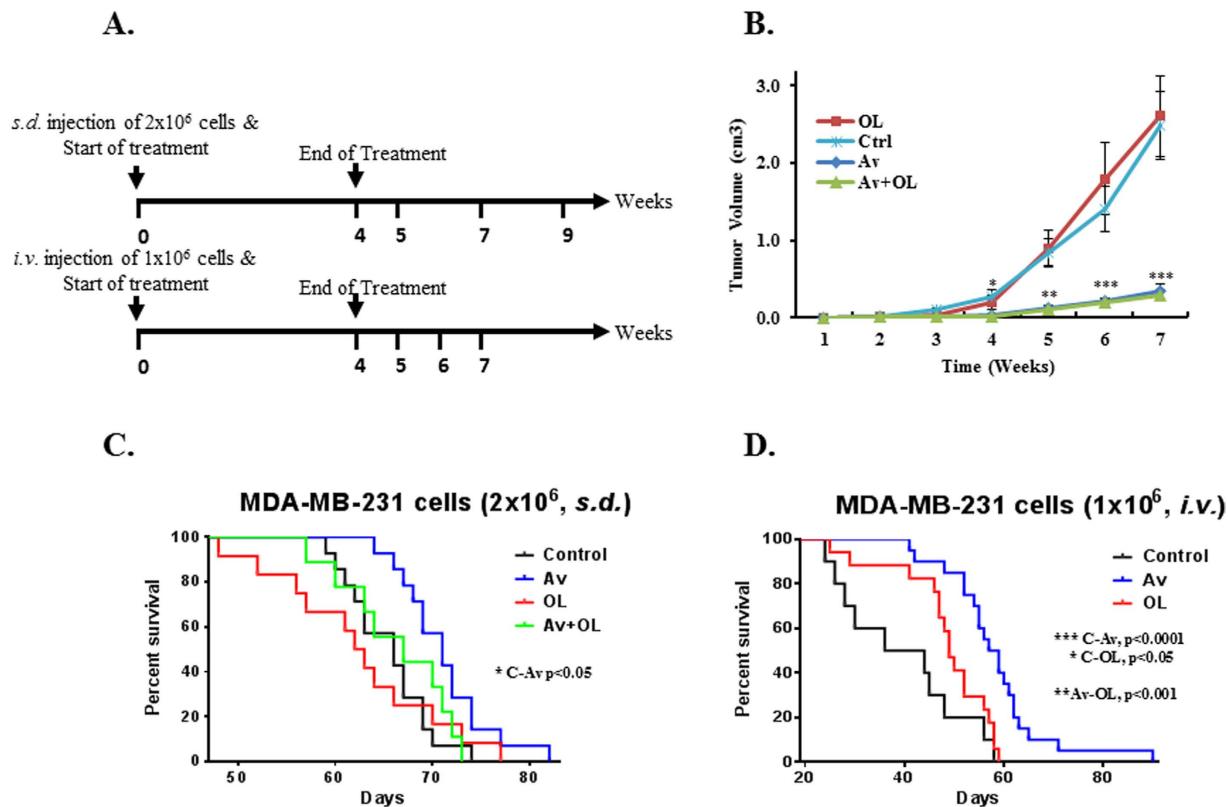 A.
s.d. injection of 2x10⁶ cells &
Start of treatment
End of Treatment
Weeks
0 4 5 7 9
i.v. injection of 1x10⁶ cells &
Start of treatment
End of Treatment
Weeks
0 4 5 6 7
B.
Tumor Volume (cm3)
3.0
2.0
1.0
0.0
OL
Ctrl
Av
Av+OL
* ** *** ***
1 2 3 4 5 6 7
Time (Weeks)
C.
MDA-MB-231 cells (2x10⁶, s.d.)
Percent survival
100
80
60
40
20
0
Control
Av
OL
Av+OL
* C-Av p<0.05
50 60 70 80
Days
D.
MDA-MB-231 cells (1x10⁶, i.v.)
Percent survival
100
80
60
40
20
0
Control
Av
OL
*** C-Av, p<0.0001
* C-OL, p<0.05
**Av-OL, p<0.001
20 40 60 80
Days